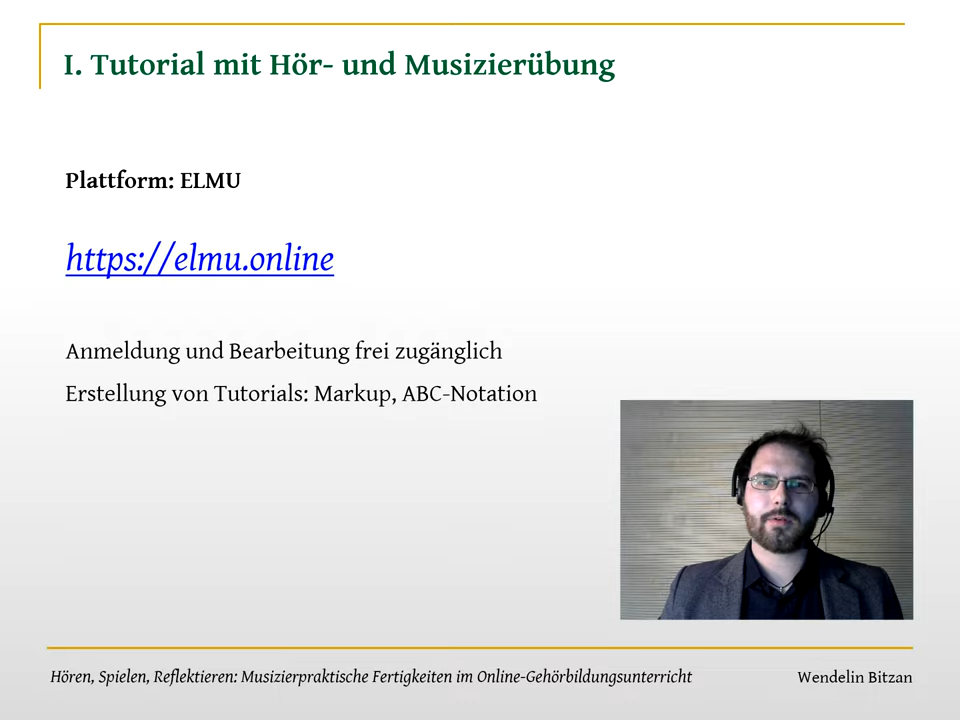 I. Tutorial mit Hör- und Musizierübung
Plattform: ELMU
https://elmu.online
Anmeldung und Bearbeitung frei zugänglich
Erstellung von Tutorials: Markup, ABC-Notation
Hören, Spielen, Reflektieren: Musizierpraktische Fertigkeiten im Online-Gehörbildungsunterricht
Wendelin Bitzan